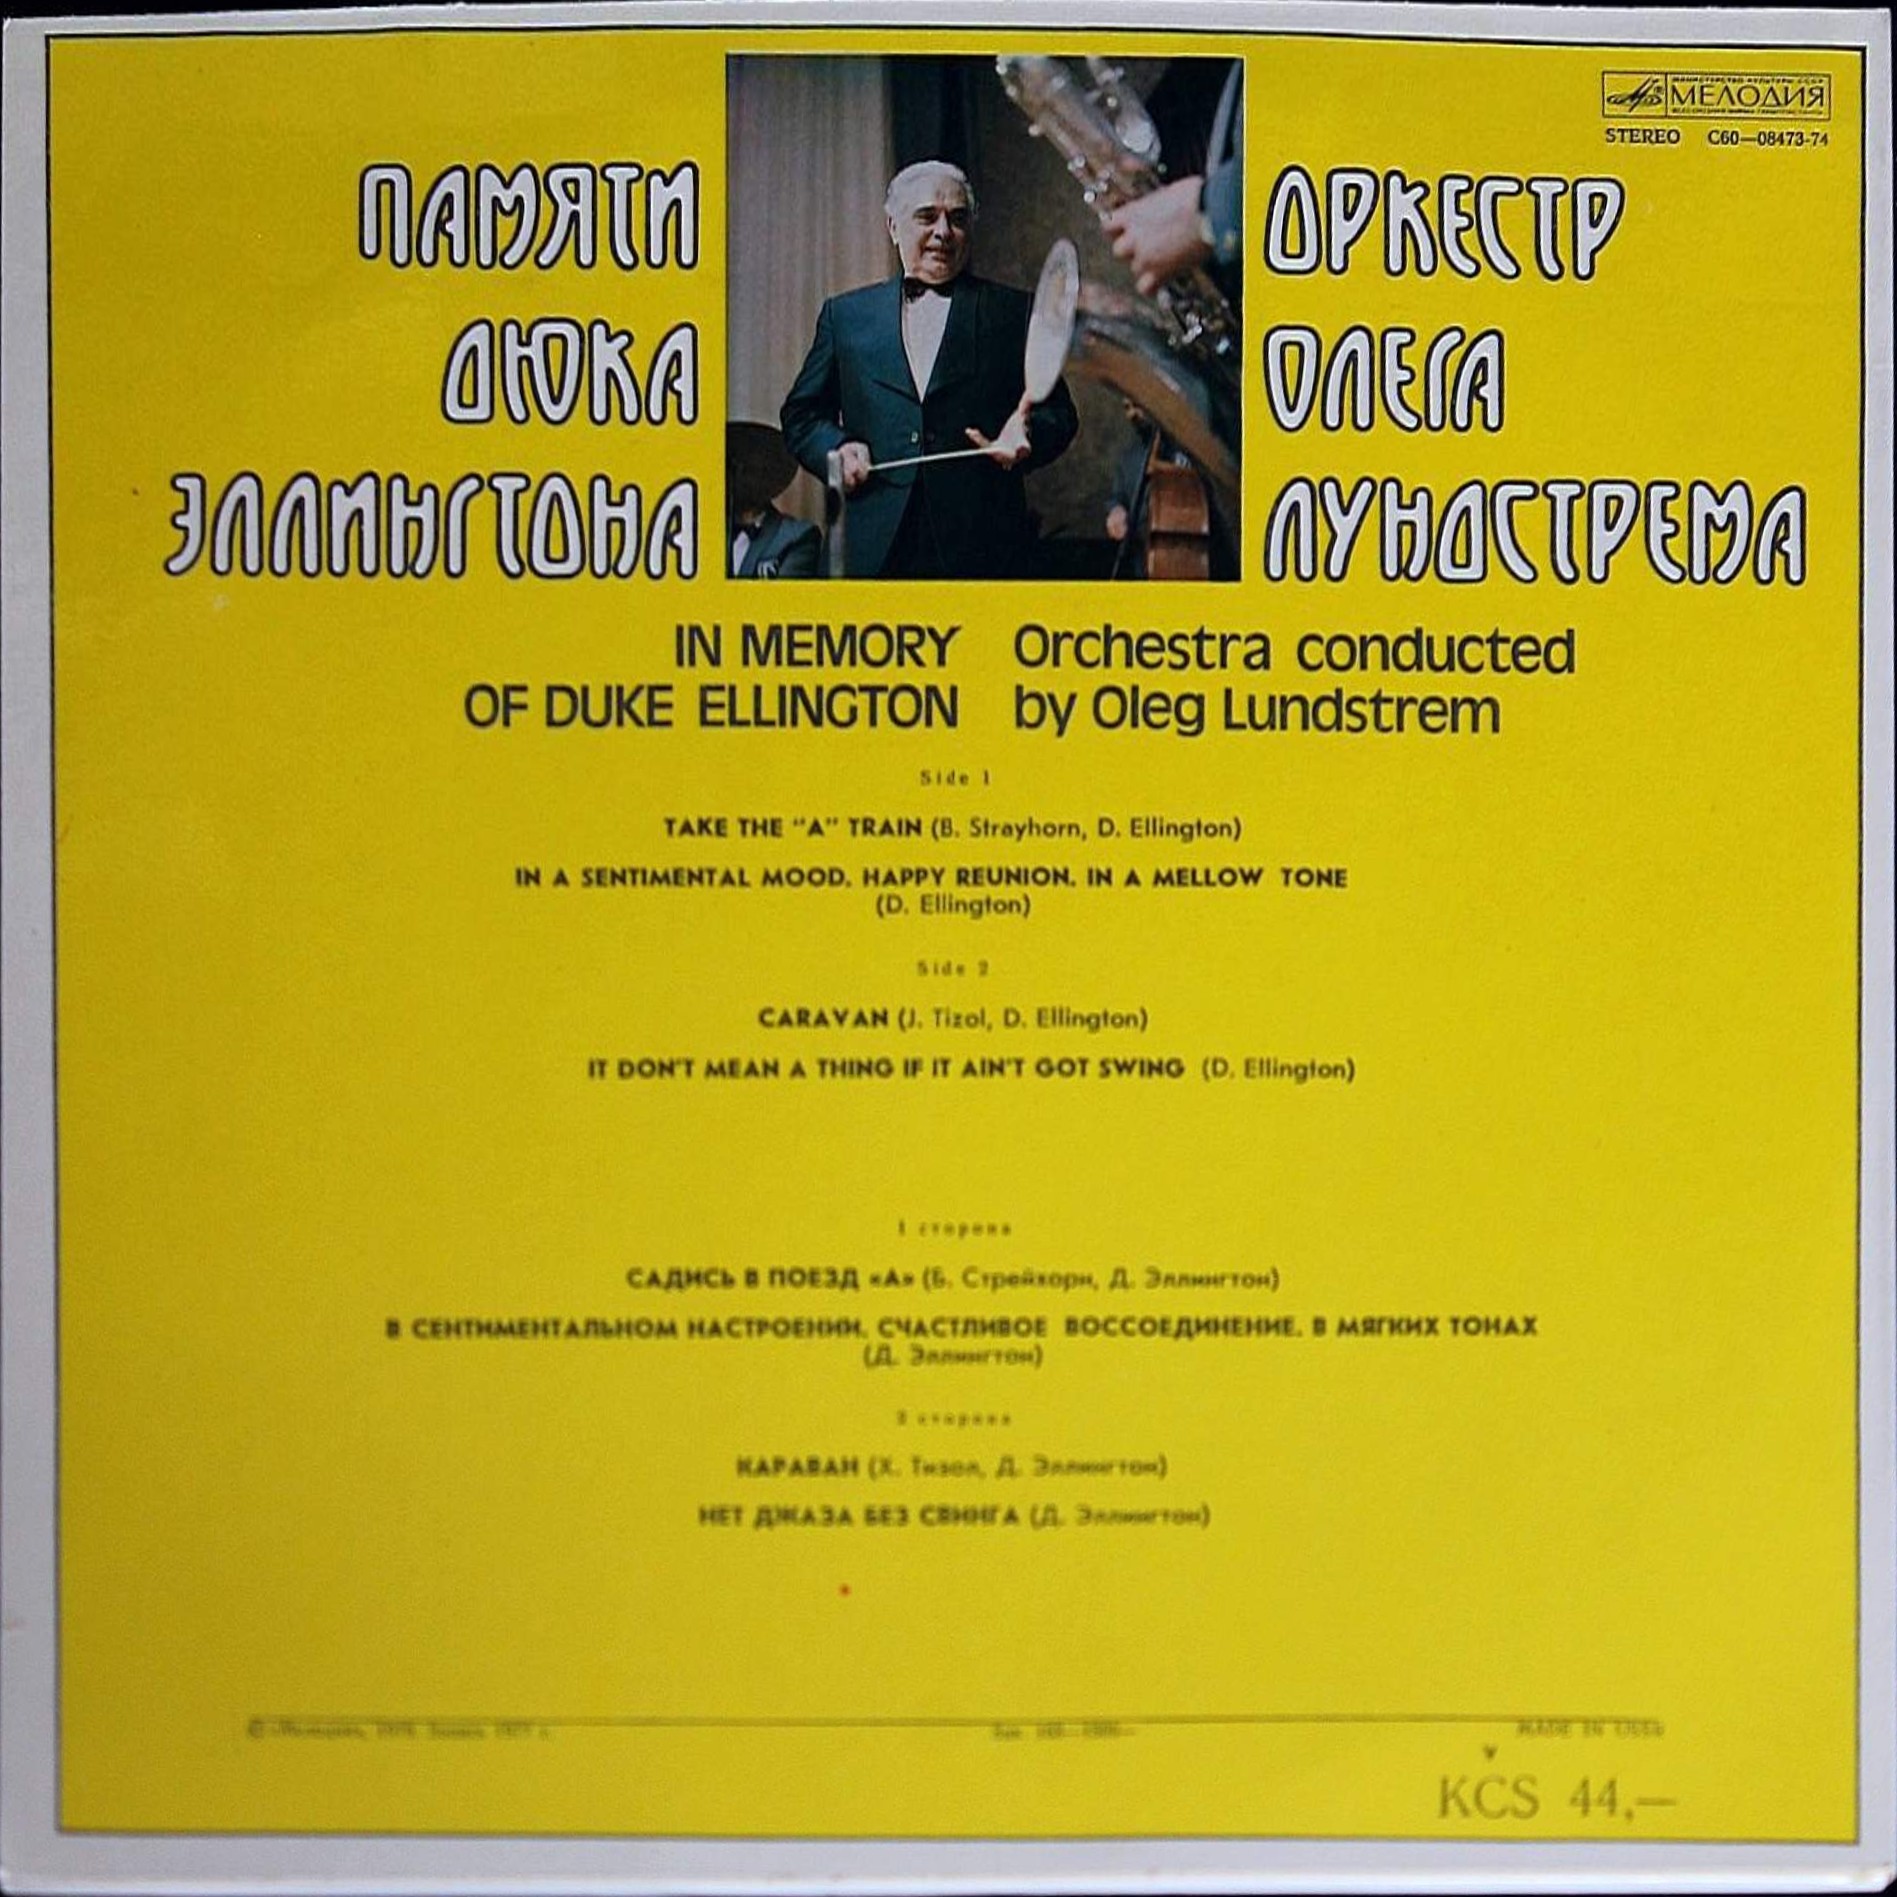 МИНИСТЕРСТВО КУЛЬТУРЫ СССР
МЕЛОДИЯ
STEREO С60—08473-74
ПАМЯТИ
ДЮКА
ЭЛЛИНГТОНА
ОРКЕСТР
ОЛЕГА
ЛУНДСТРЕМА
IN MEMORY
OF DUKE ELLINGTON
Orchestra conducted
by Oleg Lundstrem
Side 1
TAKE THE "A" TRAIN (B. Strayhorn, D. Ellington)
IN A SENTIMENTAL MOOD. HAPPY REUNION. IN A MELLOW TONE
(D. Ellington)
Side 2
CARAVAN (J. Tizol, D. Ellington)
IT DON'T MEAN A THING IF IT AIN'T GOT SWING (D. Ellington)
1 сторона
САДИСЬ В ПОЕЗД «А» (Б. Стрейхорн, Д. Эллингтон)
В СЕНТИМЕНТАЛЬНОМ НАСТРОЕНИИ. СЧАСТЛИВОЕ ВОССОЕДИНЕНИЕ. В МЯГКИХ ТОНАХ
(Д. Эллингтон)
2 сторона
КАРАВАН (Х. Тизол, Д. Эллингтон)
НЕТ ДЖАЗА БЕЗ СВИНГА (Д. Эллингтон)
MADE IN USSR
KČS 44,—